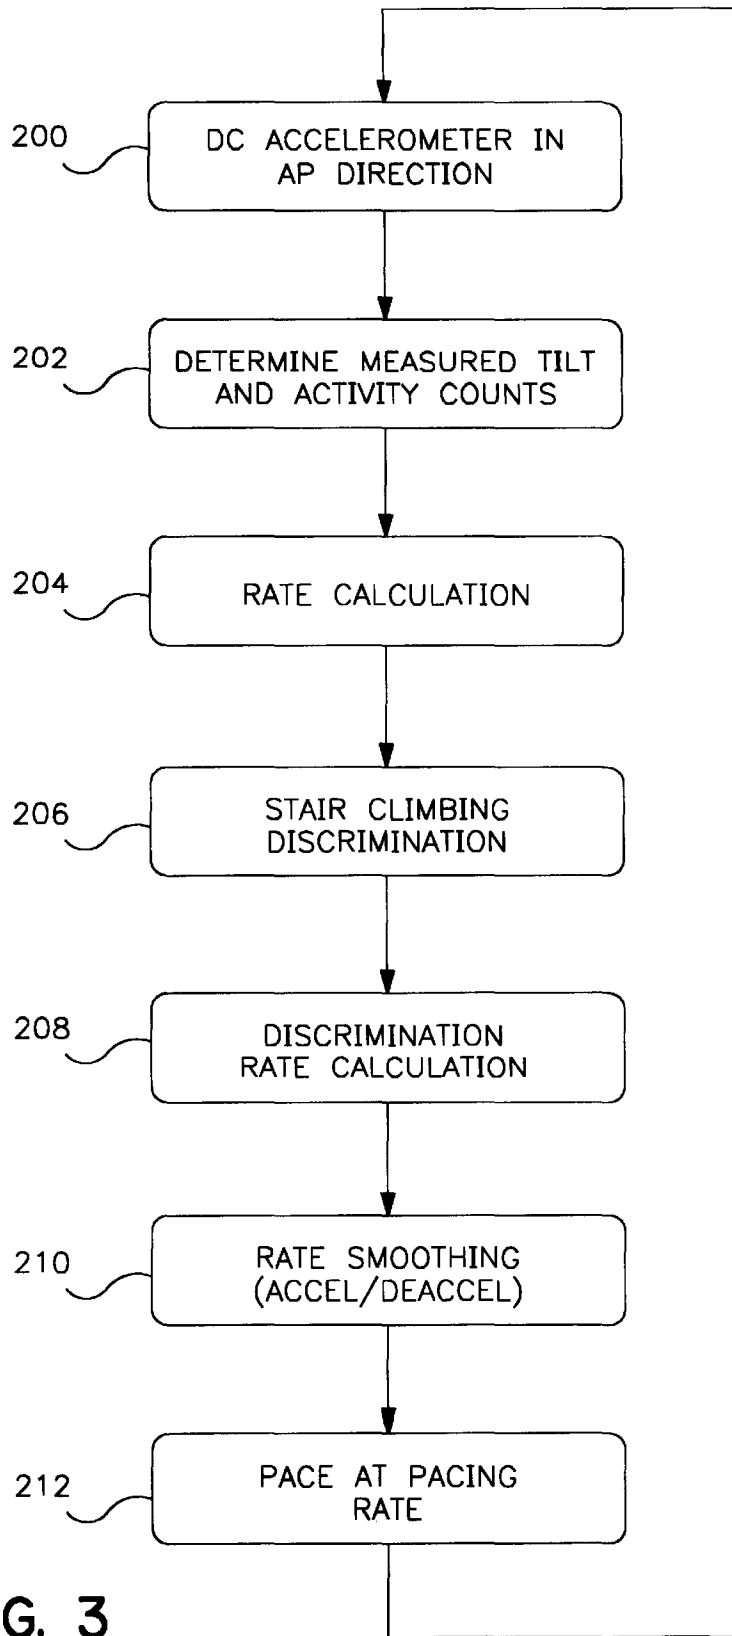 200
DC ACCELEROMETER IN
AP DIRECTION
202
DETERMINE MEASURED TILT
AND ACTIVITY COUNTS
204
RATE CALCULATION
206
STAIR CLIMBING
DISCRIMINATION
208
DISCRIMINATION
RATE CALCULATION
210
RATE SMOOTHING
(ACCEL/DEACCEL)
212
PACE AT PACING
RATE
G. 3